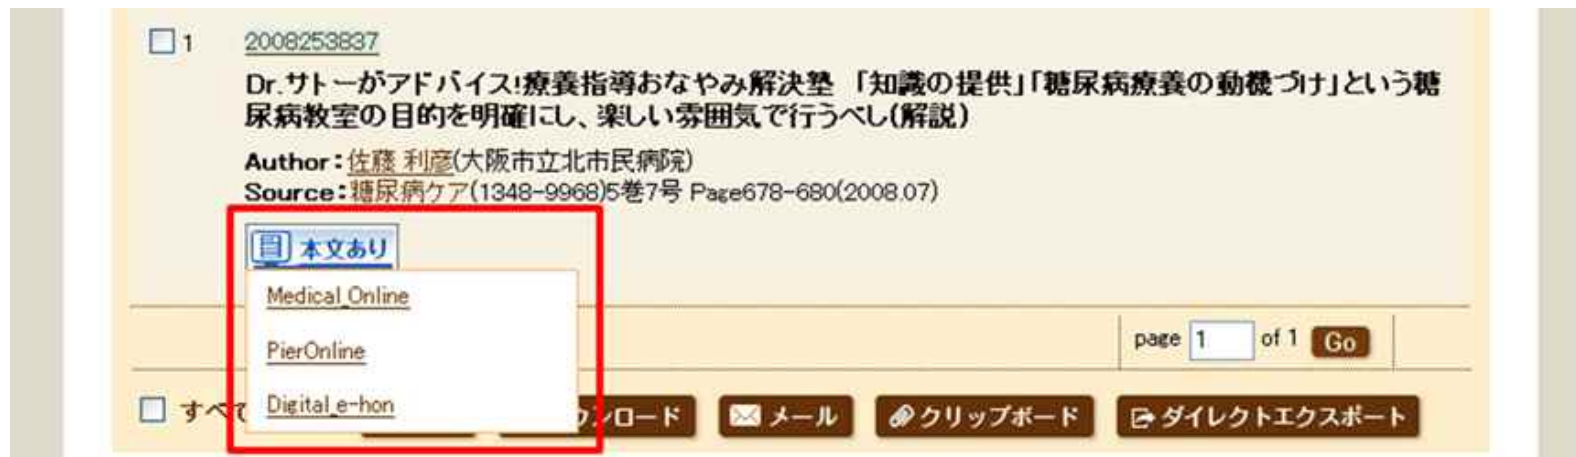 1 2008253837
Dr.サトーがアドバイス!療養指導おなやみ解決塾 「知識の提供」「糖尿病療養の動機づけ」という糖
尿病教室の目的を明確にし、楽しい雰囲気で行うべし(解説)
Author：佐藤 利彦(大阪市立北市民病院)
Source：糖尿病ケア(1348-9968)5巻7号 Page678-680(2008.07)
本文あり
Medical_Online
PierOnline
Digital_e-hon
page 1 of 1 Go
すべて ウンロード メール クリップボード ダイレクトエクスポート